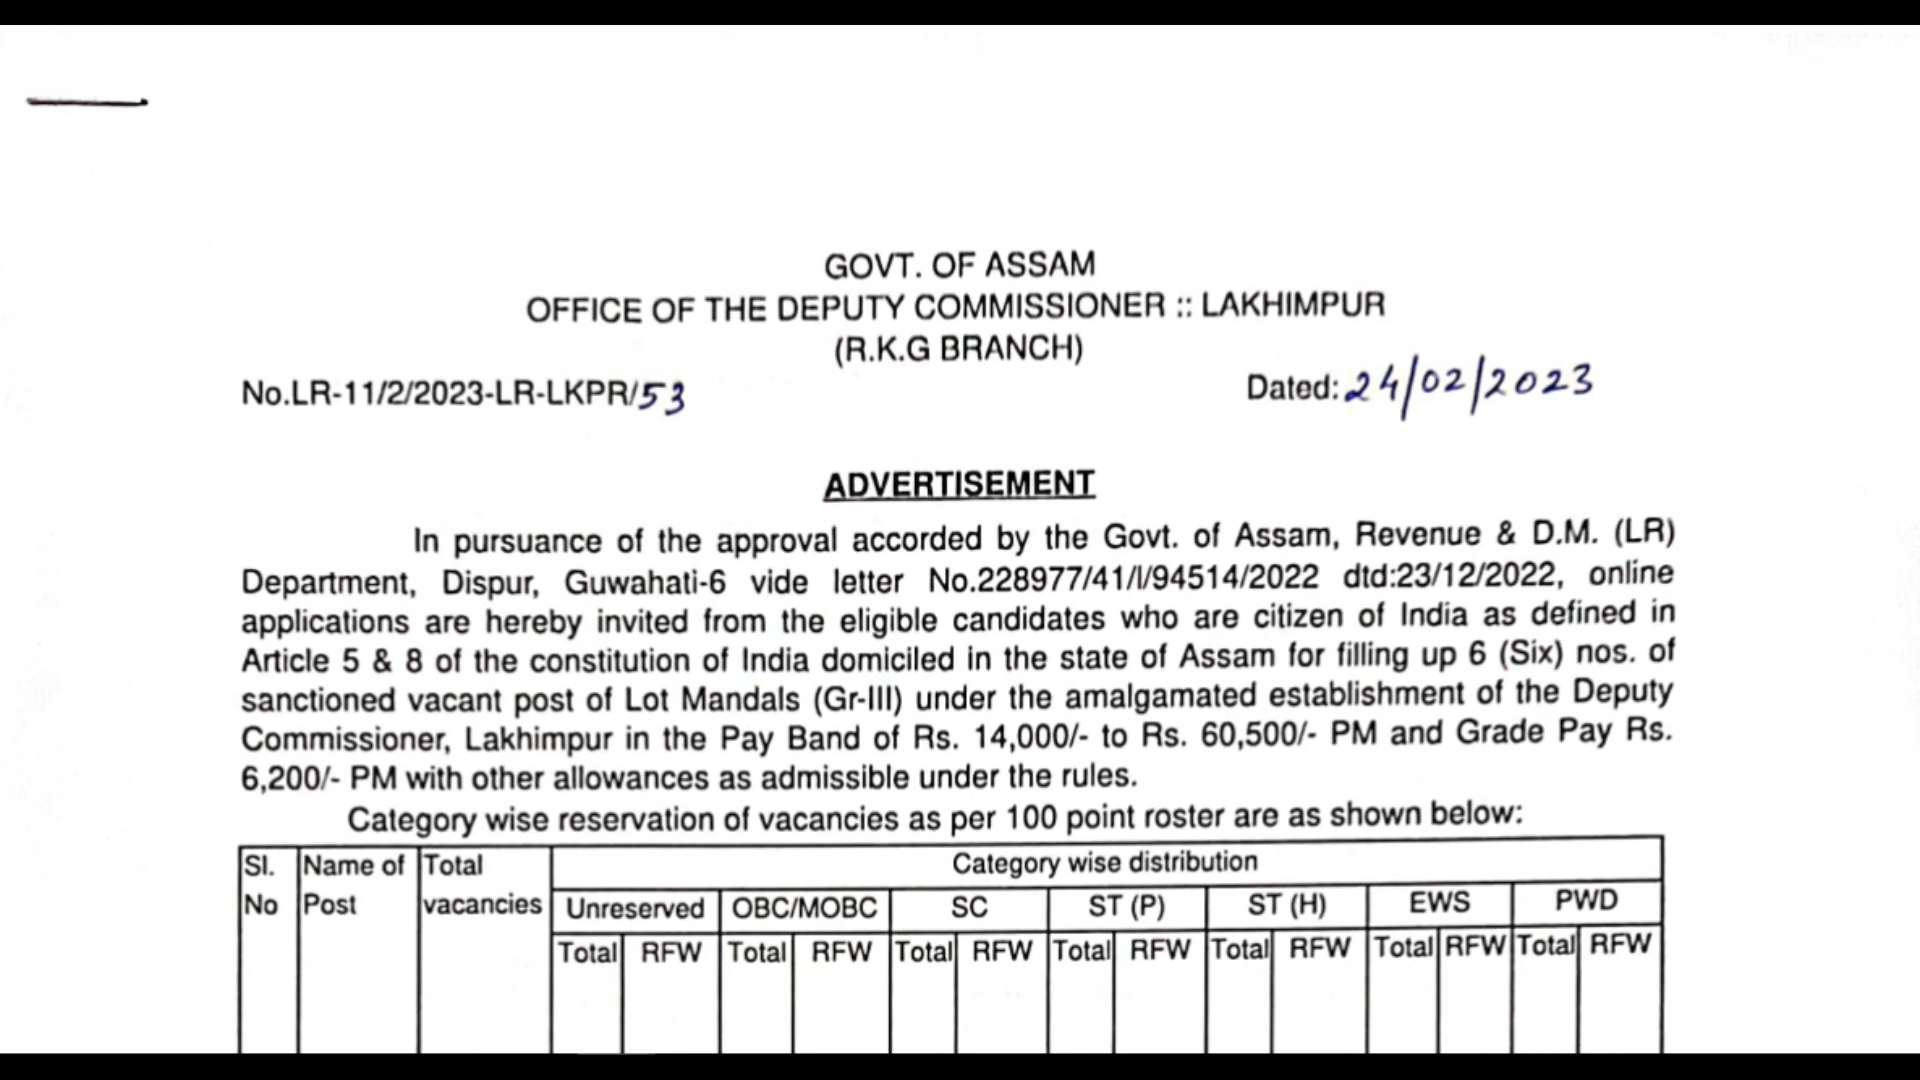 GOVT. OF ASSAM
OFFICE OF THE DEPUTY COMMISSIONER :: LAKHIMPUR
(R.K.G BRANCH)
No.LR-11/2/2023-LR-LKPR/53 Dated: 24/02/2023
ADVERTISEMENT
In pursuance of the approval accorded by the Govt. of Assam, Revenue & D.M. (LR)
Department, Dispur, Guwahati-6 vide letter No.228977/41/I/94514/2022 dtd:23/12/2022, online
applications are hereby invited from the eligible candidates who are citizen of India as defined in
Article 5 & 8 of the constitution of India domiciled in the state of Assam for filling up 6 (Six) nos. of
sanctioned vacant post of Lot Mandals (Gr-III) under the amalgamated establishment of the Deputy
Commissioner, Lakhimpur in the Pay Band of Rs. 14,000/- to Rs. 60,500/- PM and Grade Pay Rs.
6,200/- PM with other allowances as admissible under the rules.
Category wise reservation of vacancies as per 100 point roster are as shown below:
Sl. Name of Total Category wise distribution
No Post vacancies Unreserved OBC/MOBC SC ST (P) ST (H) EWS PWD
Total RFW Total RFW Total RFW Total RFW Total RFW Total RFW Total RFW